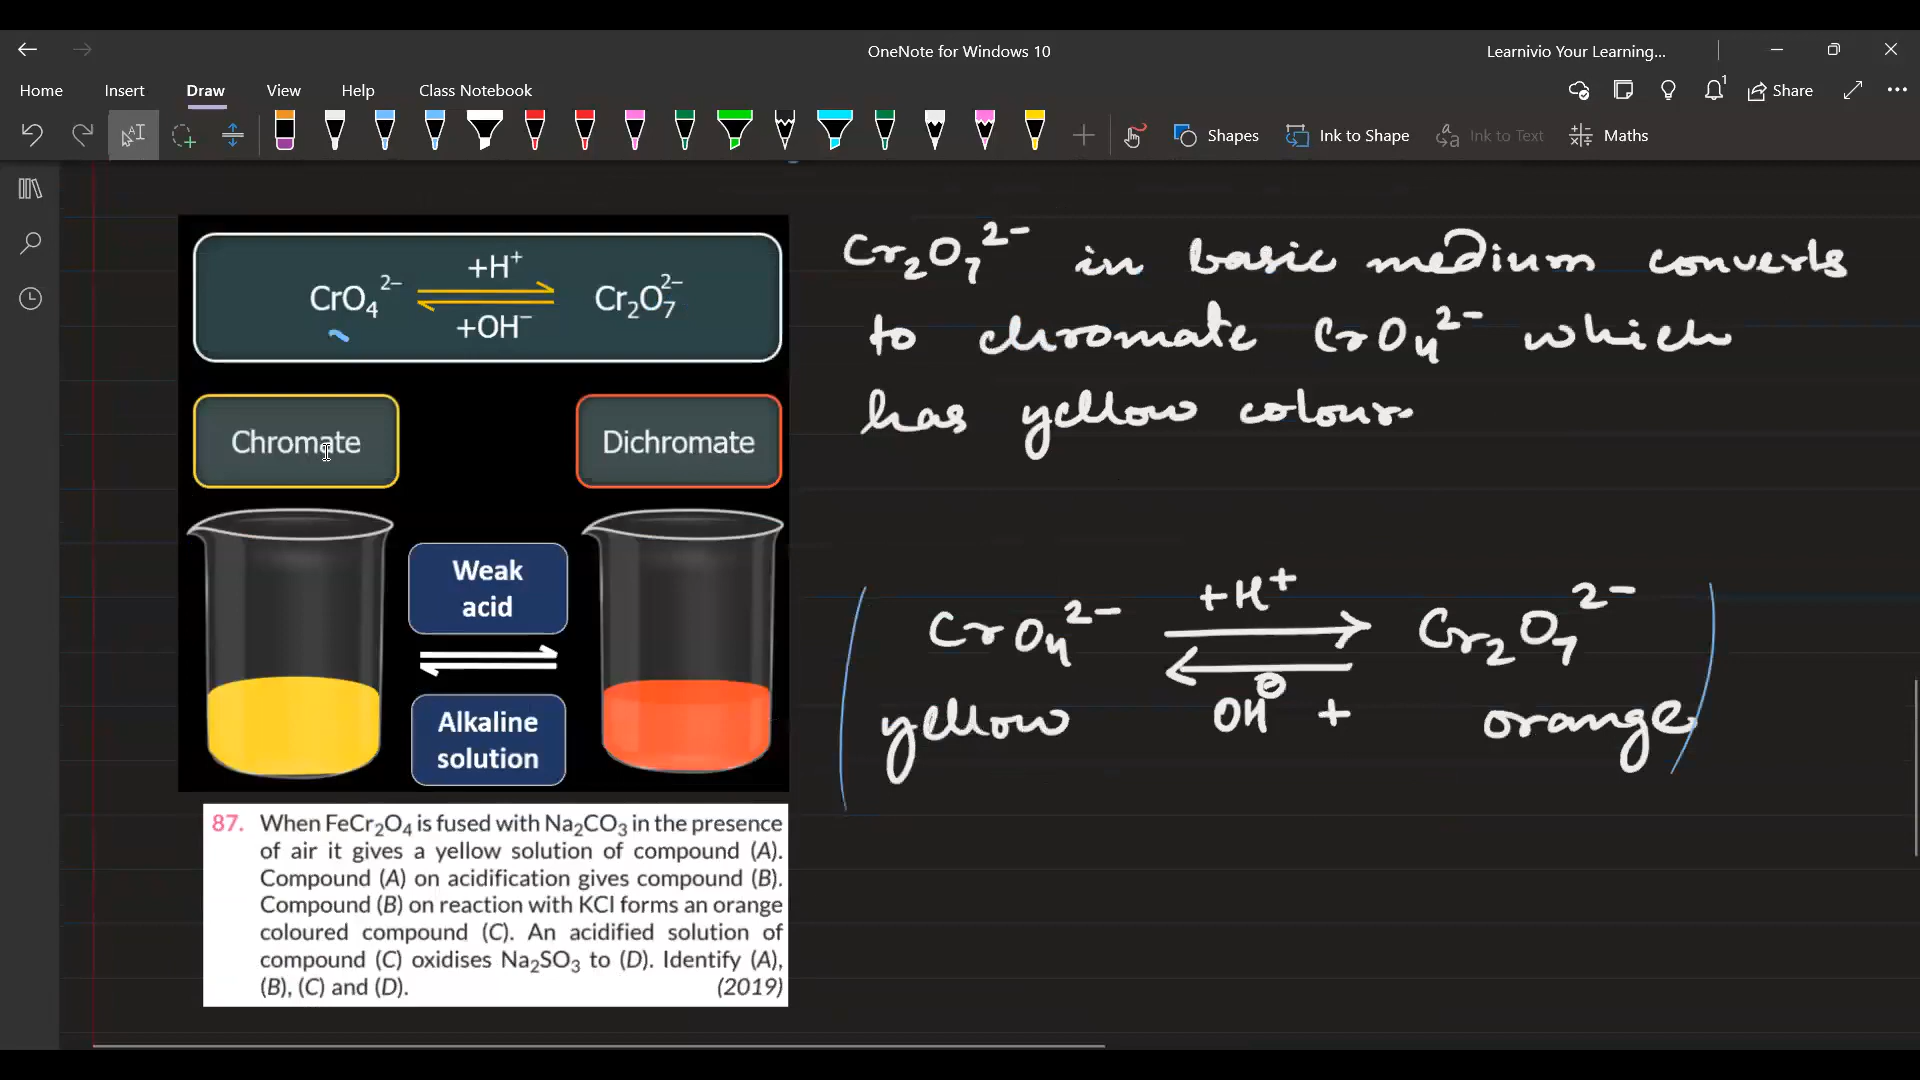 OneNote for Windows 10
Learnivio Your Learning...
Home Insert Draw View Help Class Notebook
1
Share
Shapes Ink to Shape Ink to Text Maths
CrO₄²⁻ +H⁺ ⇌ +OH⁻ Cr₂O₇²⁻
Chromate
Dichromate
Weak
acid
Alkaline
solution
Cr₂O₇²⁻ in basic medium converts
to chromate CrO₄²⁻ which
has yellow colour
+H⁺
CrO₄²⁻ ⇌ Cr₂O₇²⁻
yellow OH⊖ + orange
87. When FeCr₂O₄ is fused with Na₂CO₃ in the presence
of air it gives a yellow solution of compound (A).
Compound (A) on acidification gives compound (B).
Compound (B) on reaction with KCl forms an orange
coloured compound (C). An acidified solution of
compound (C) oxidises Na₂SO₃ to (D). Identify (A),
(B), (C) and (D). (2019)